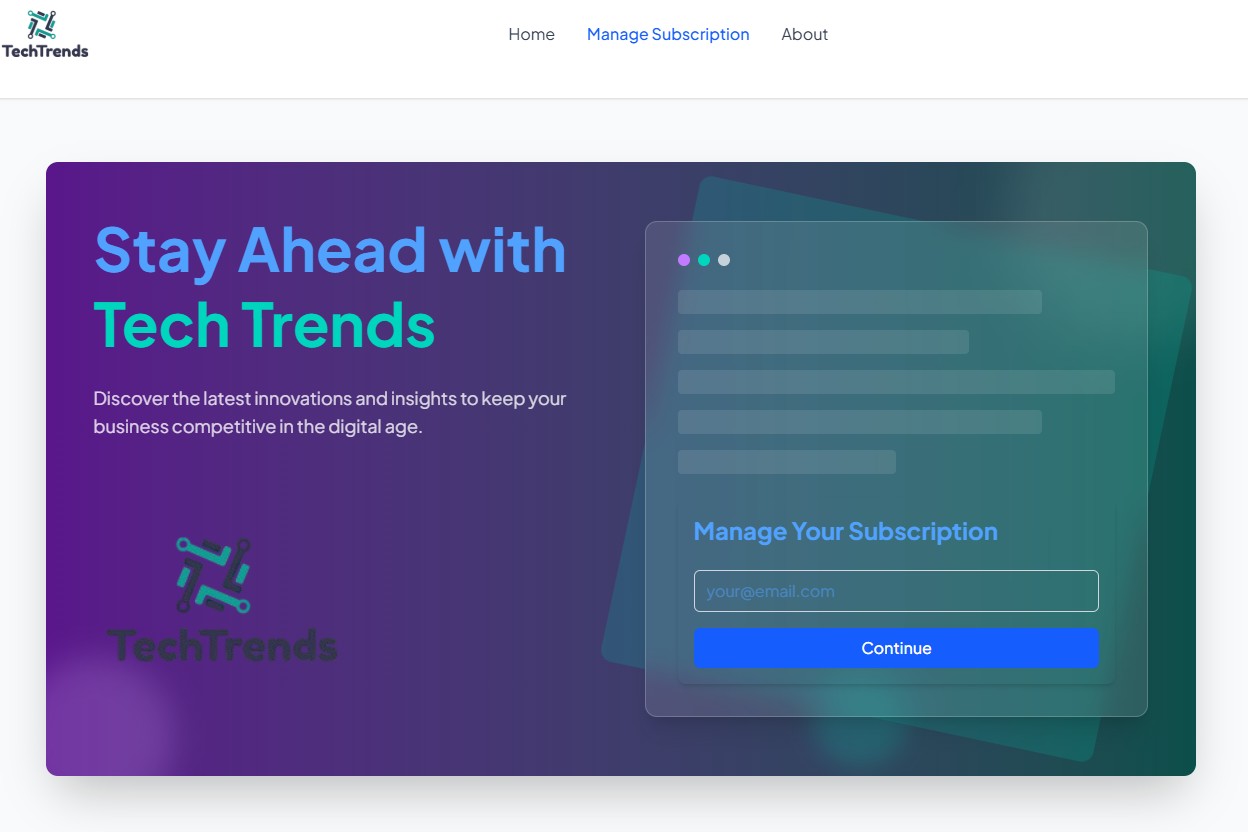 TechTrends
Home
Manage Subscription
About
Stay Ahead with
Tech Trends
Discover the latest innovations and insights to keep your
business competitive in the digital age.
TechTrends
Manage Your Subscription
your@email.com
Continue